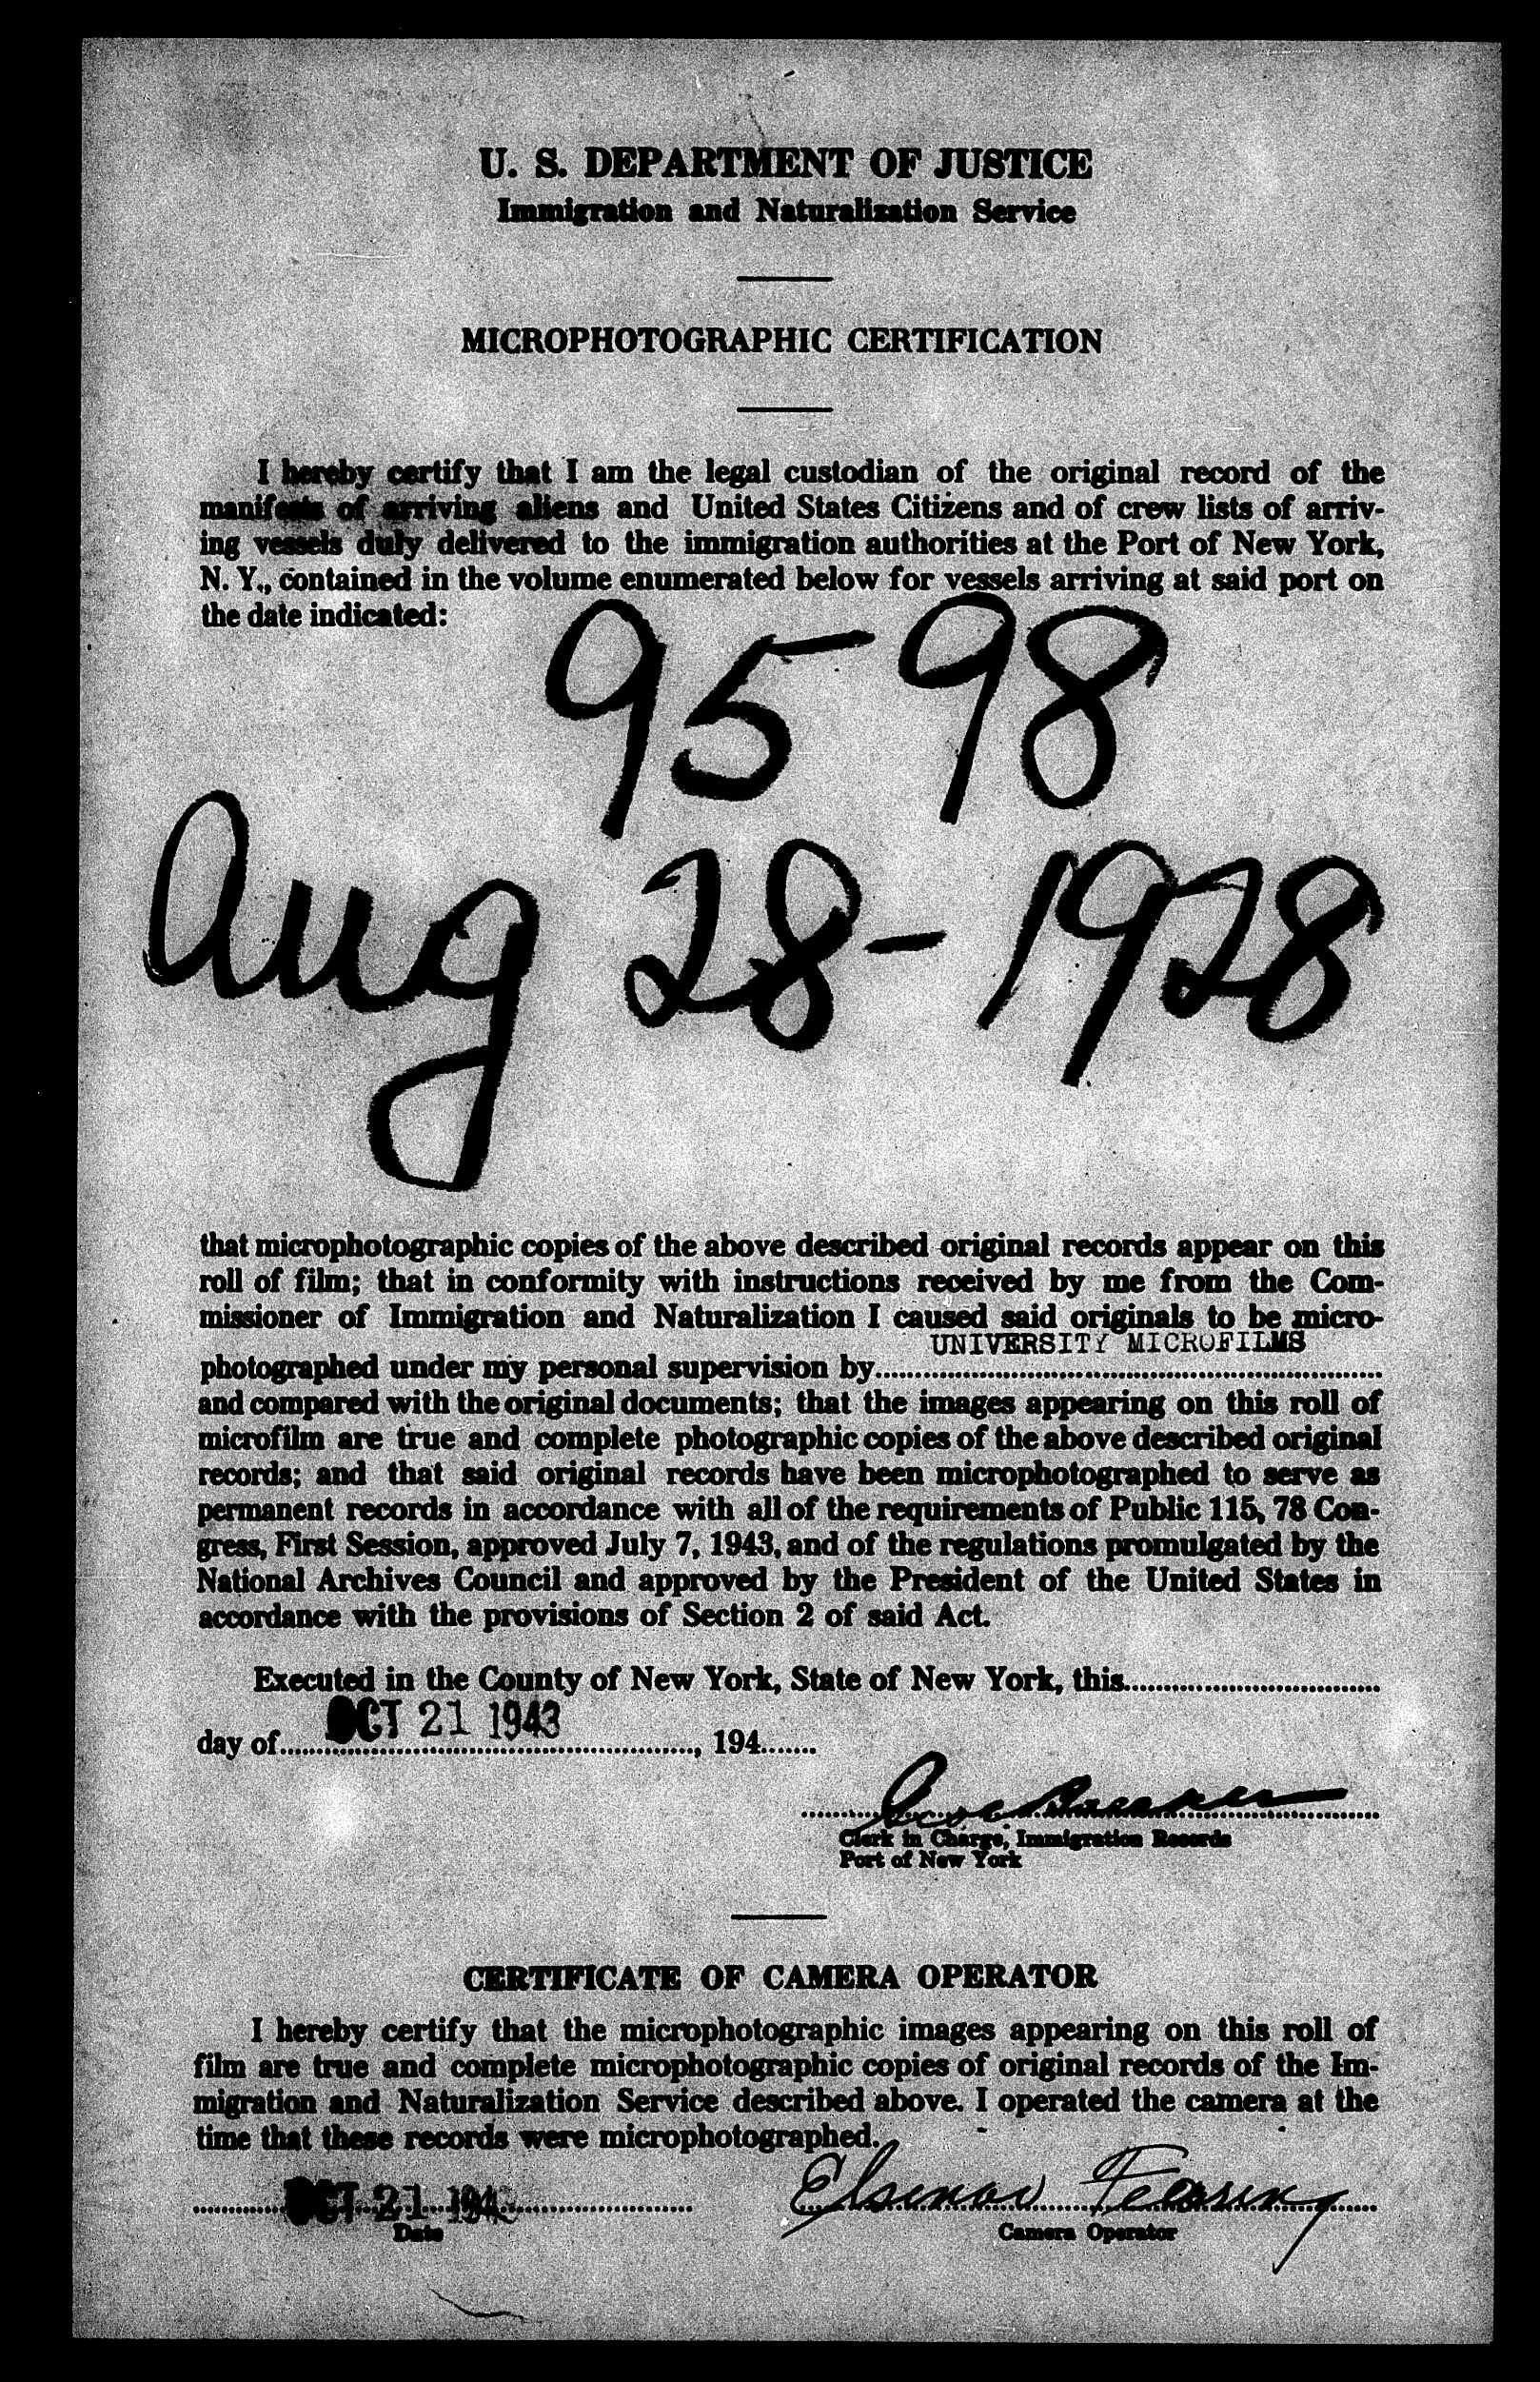 U. S. DEPARTMENT OF JUSTICE
Immigration and Naturalization Service
MICROPHOTOGRAPHIC CERTIFICATION
I hereby certify that I am the legal custodian of the original record of the
manifests of arriving aliens and United States Citizens and of crew lists of arriv-
ing vessels duly delivered to the immigration authorities at the Port of New York,
N. Y., contained in the volume enumerated below for vessels arriving at said port on
the date indicated:
9598
Aug 28-1928
that microphotographic copies of the above described original records appear on this
roll of film; that in conformity with instructions received by me from the Com-
missioner of Immigration and Naturalization I caused said originals to be micro-
UNIVERSITY MICROFILMS
photographed under my personal supervision by
and compared with the original documents; that the images appearing on this roll of
microfilm are true and complete photographic copies of the above described original
records; and that said original records have been microphotographed to serve as
permanent records in accordance with all of the requirements of Public 115, 78 Con-
gress, First Session, approved July 7, 1943, and of the regulations promulgated by the
National Archives Council and approved by the President of the United States in
accordance with the provisions of Section 2 of said Act.
Executed in the County of New York, State of New York, this
OCT 21 1943
day of, 194
Clerk in Charge, Immigration Records
Port of New York
CERTIFICATE OF CAMERA OPERATOR
I hereby certify that the microphotographic images appearing on this roll of
film are true and complete microphotographic copies of original records of the Im-
migration and Naturalization Service described above. I operated the camera at the
time that these records were microphotographed.
OCT 21 1943 Fearing
Date Camera Operator